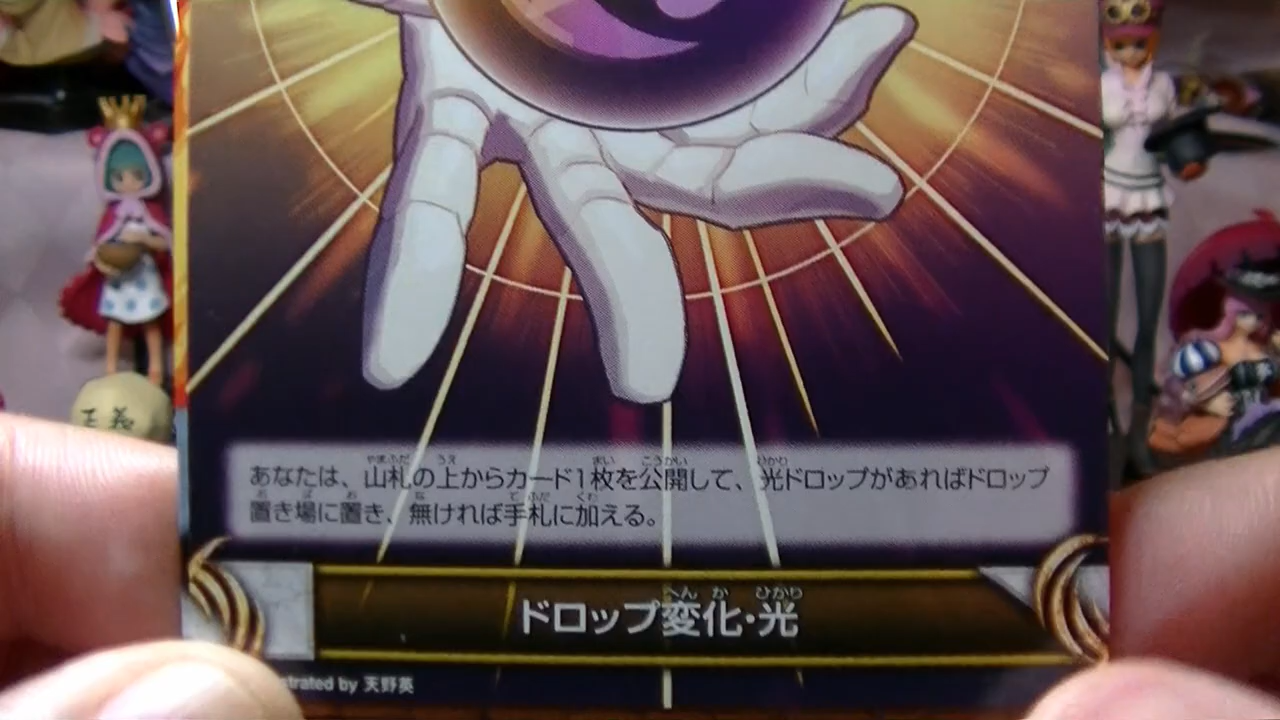 正義
あなたは、山札の上からカード1枚を公開して、光ドロップがあればドロップ
置き場に置き、無ければ手札に加える。
ドロップ変化・光
strated by 天野英